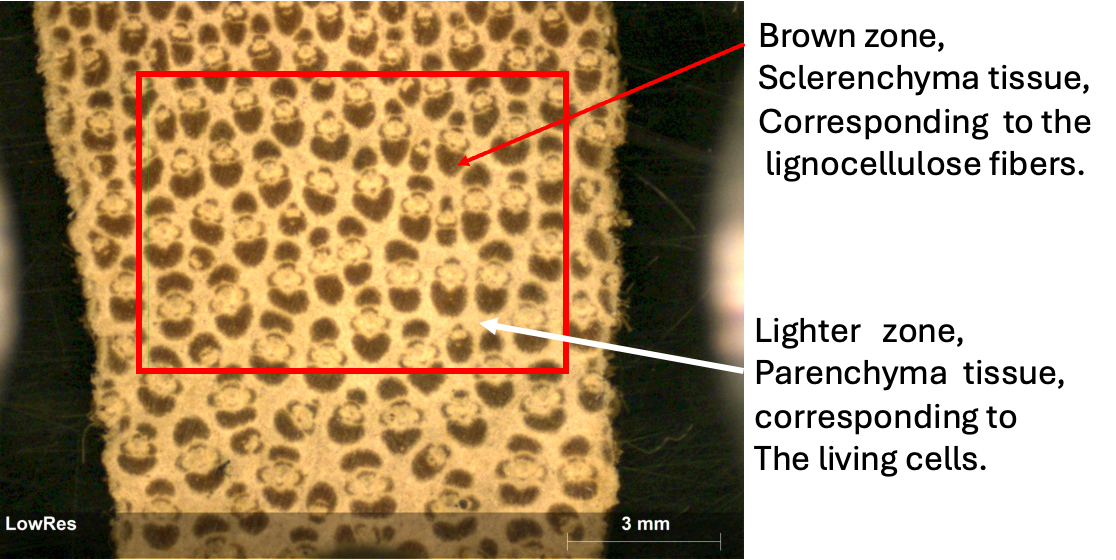 Brown zone,
Sclerenchyma tissue,
Corresponding to the
lignocellulose fibers.
Lighter zone,
Parenchyma tissue,
corresponding to
The living cells.
LowRes
3 mm